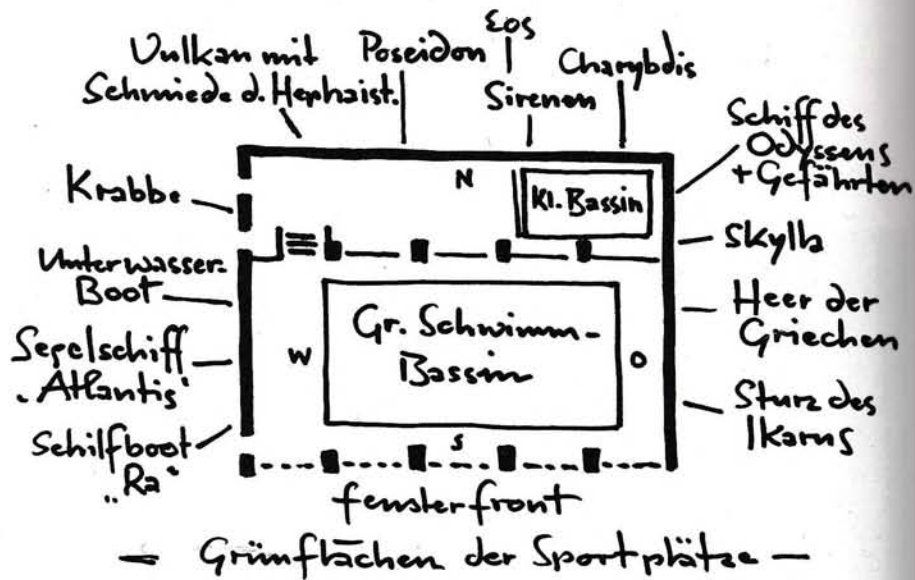 Vulkan mit
Schmiede d. Hephaist.
Poseidon
Eos
Sirenen
Charybdis
Schiff des
Odysseus
+ Gefährten
Krabbe
N
Kl. Bassin
Skylla
Unterwasser-
Boot
Heer der
Griechen
Segelschiff
„Atlantis“
W
Gr. Schwimm-
Bassin
O
Sturz des
Ikarus
Schilfboot
„Ra“
S
Fensterfront
— Grünflächen der Sportplätze —